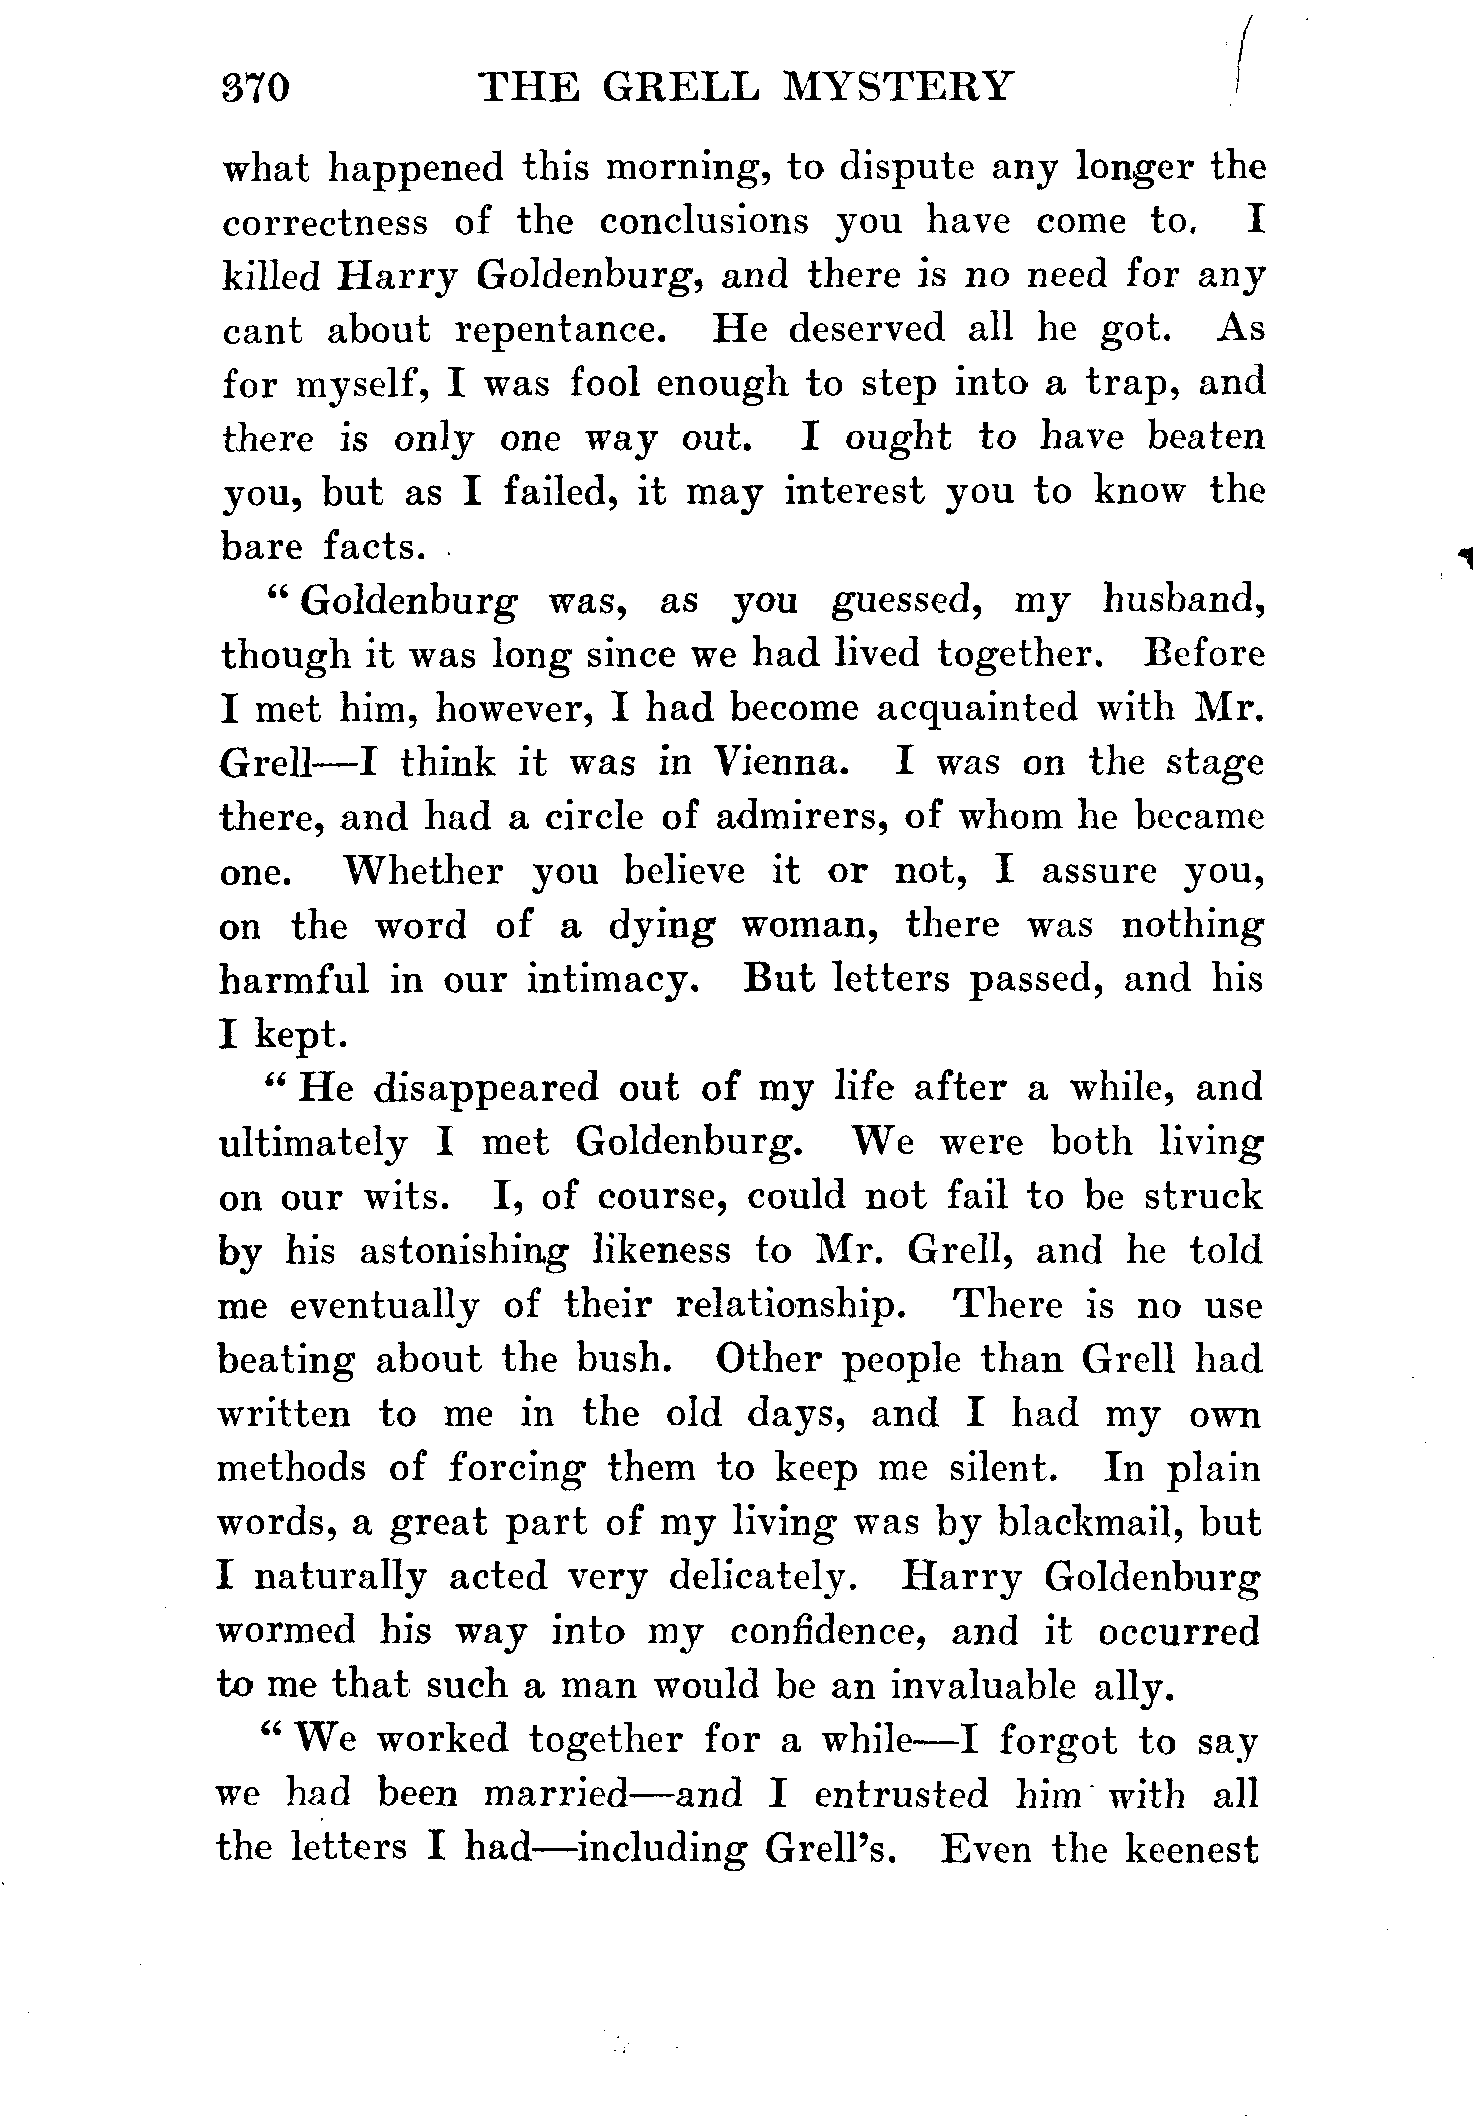 370 THE GRELL MYSTERY
what happened this morning, to dispute any longer the
correctness of the conclusions you have come to. I
killed Harry Goldenburg, and there is no need for any
cant about repentance. He deserved all he got. As
for myself, I was fool enough to step into a trap, and
there is only one way out. I ought to have beaten
you, but as I failed, it may interest you to know the
bare facts.
“ Goldenburg was, as you guessed, my husband,
though it was long since we had lived together. Before
I met him, however, I had become acquainted with Mr.
Grell—I think it was in Vienna. I was on the stage
there, and had a circle of admirers, of whom he became
one. Whether you believe it or not, I assure you,
on the word of a dying woman, there was nothing
harmful in our intimacy. But letters passed, and his
I kept.
“ He disappeared out of my life after a while, and
ultimately I met Goldenburg. We were both living
on our wits. I, of course, could not fail to be struck
by his astonishing likeness to Mr. Grell, and he told
me eventually of their relationship. There is no use
beating about the bush. Other people than Grell had
written to me in the old days, and I had my own
methods of forcing them to keep me silent. In plain
words, a great part of my living was by blackmail, but
I naturally acted very delicately. Harry Goldenburg
wormed his way into my confidence, and it occurred
to me that such a man would be an invaluable ally.
“ We worked together for a while—I forgot to say
we had been married—and I entrusted him with all
the letters I had—including Grell’s. Even the keenest